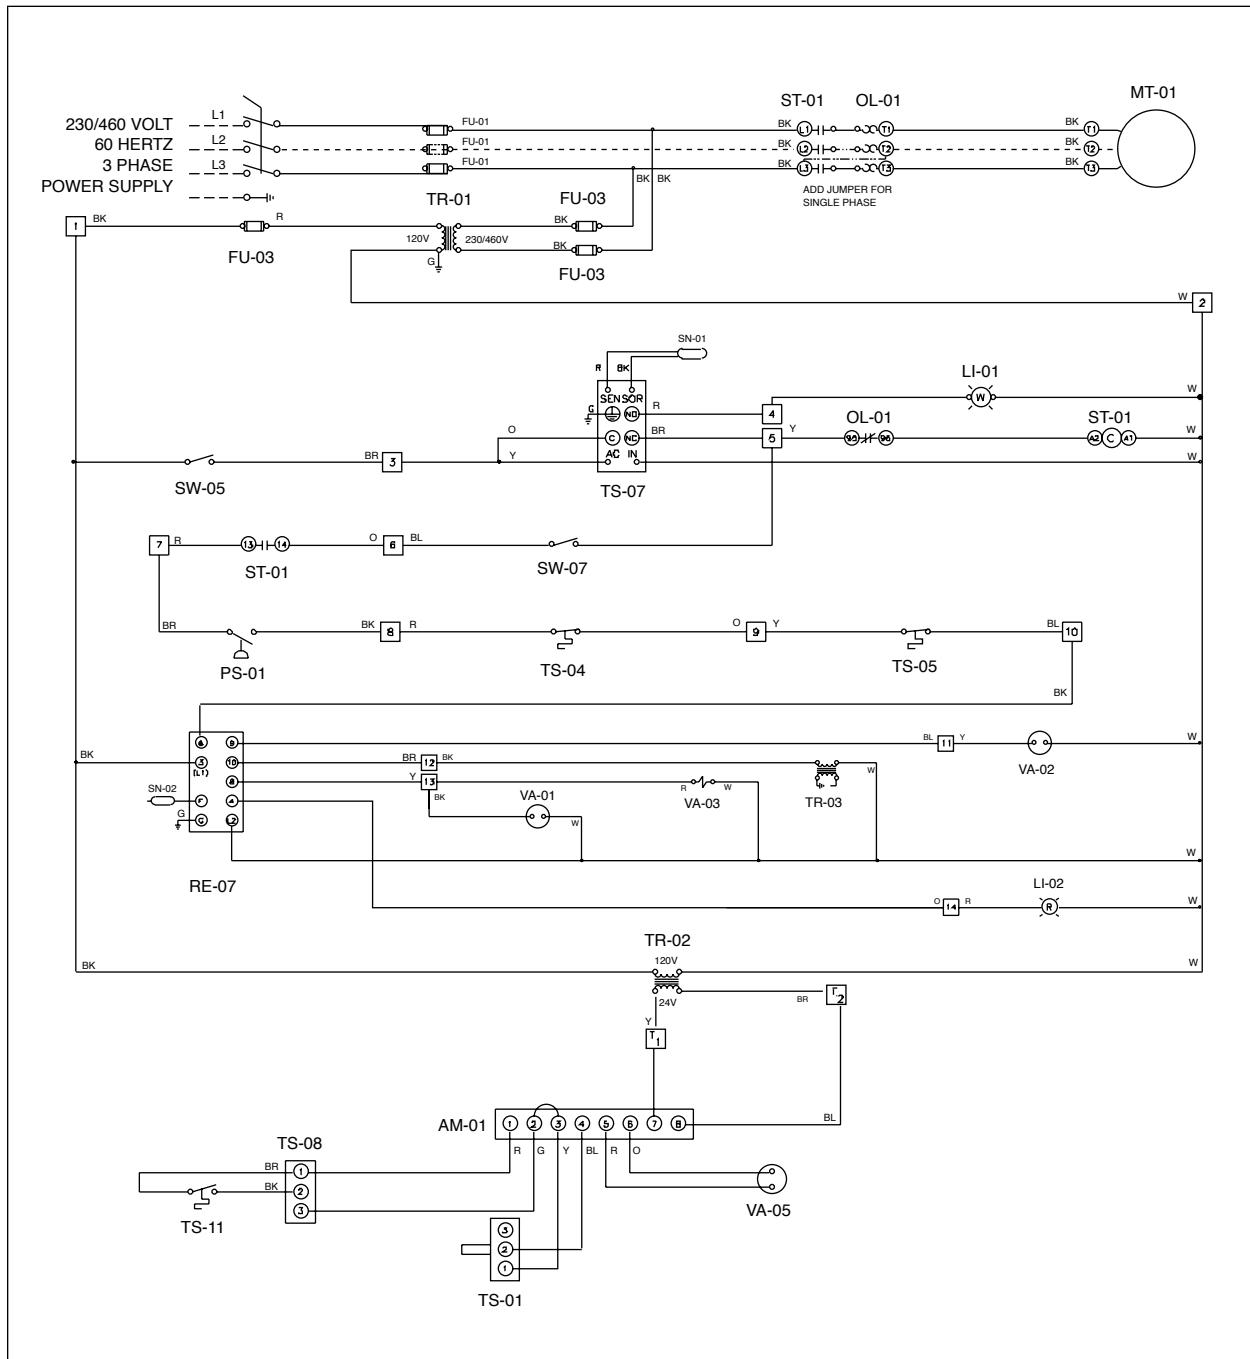 ST-01 OL-01 MT-01
230/460 VOLT L1 FU-01 BK L1 T1 BK T1
60 HERTZ L2 FU-01 BK L2 T2 BK T2
3 PHASE L3 FU-01 BK L3 T3 BK T3
POWER SUPPLY BK BK
ADD JUMPER FOR
SINGLE PHASE
TR-01 FU-03
1 BK R BK
120V 230/460V
FU-03 G BK
FU-03
W 2
SN-01
R BK LI-01
SEN SOR W W
G NO R 4
OL-01 ST-01
O C NC BR 5 Y 95 96 A2 C A1 W
BR 3 Y AC IN W
SW-05 TS-07
7 R 13 14 O 6 BL
ST-01 SW-07
BR BK 8 R O 9 Y BL 10
PS-01 TS-04 TS-05
BK
6 9 BL 11 Y W
VA-02
BK 3 10 BR 12 BK W
(L1) 8 Y 13 R W TR-03
VA-03
SN-02 F A BK VA-01
G G L2 W
W
RE-07 LI-02
O 14 R R W
TR-02
BK 120V W
24V BR T2
Y
T1
AM-01 1 2 3 4 5 6 7 8 BL
R G Y BL R O
TS-08
BR 1
BK 2
3
TS-11 VA-05
3
2
1
TS-01